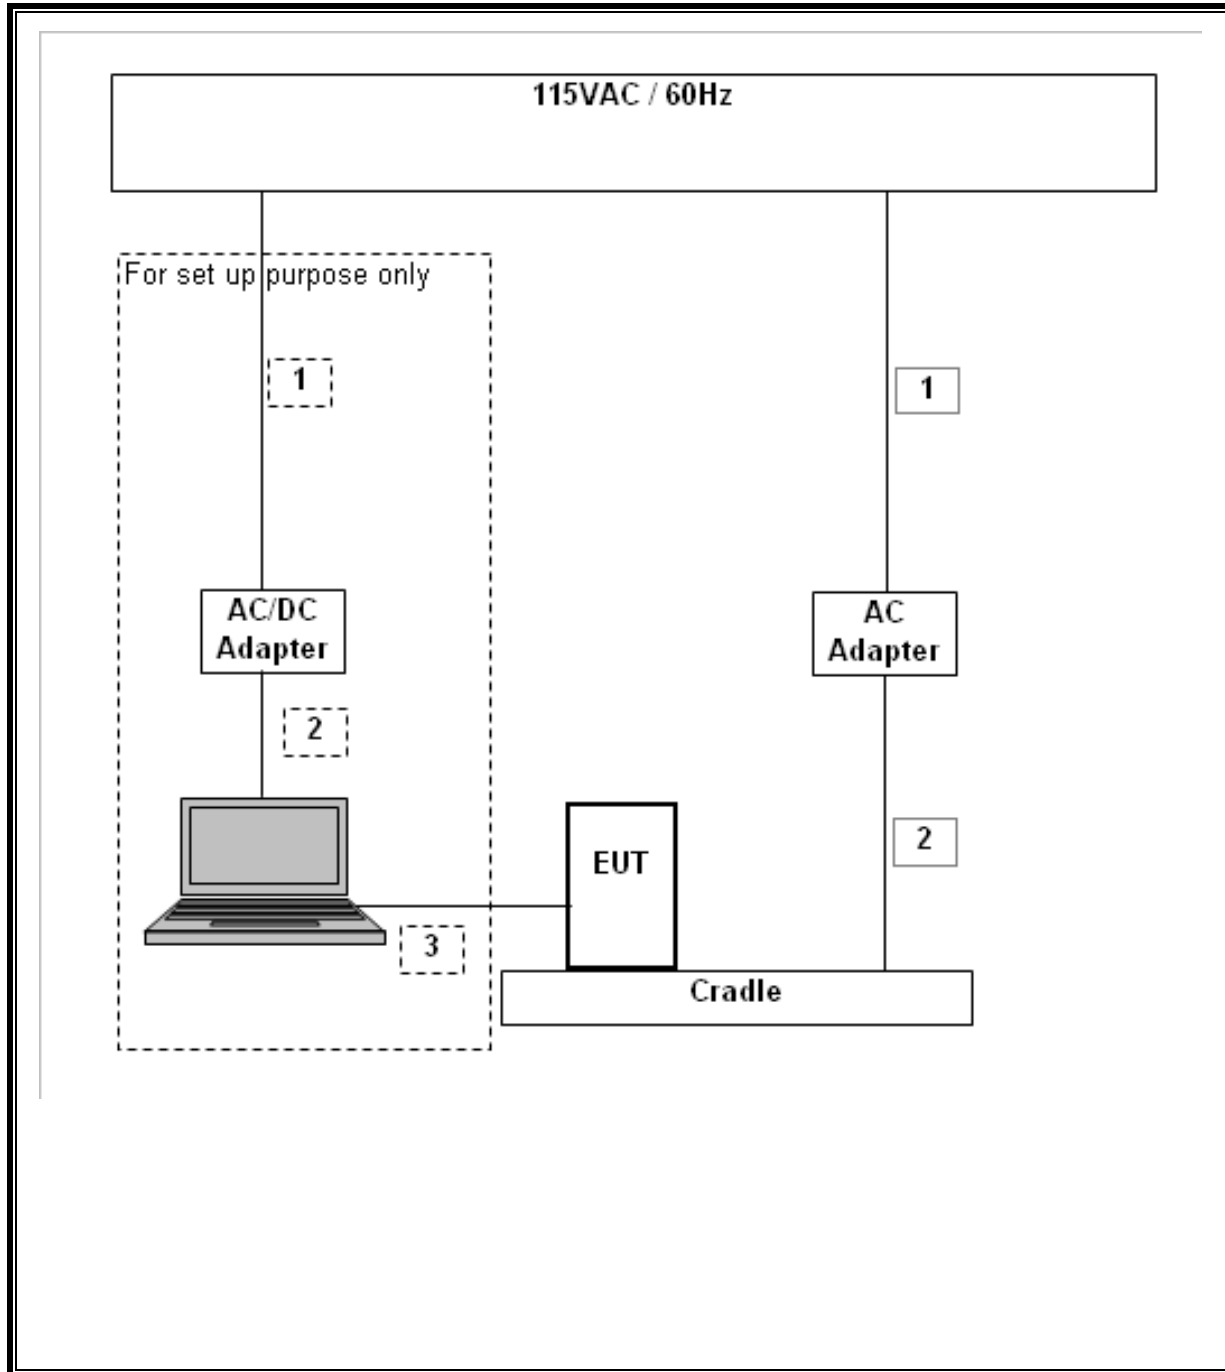 115VAC / 60Hz
For set up purpose only
1
1
AC/DC
Adapter
AC
Adapter
2
2
EUT
3
Cradle